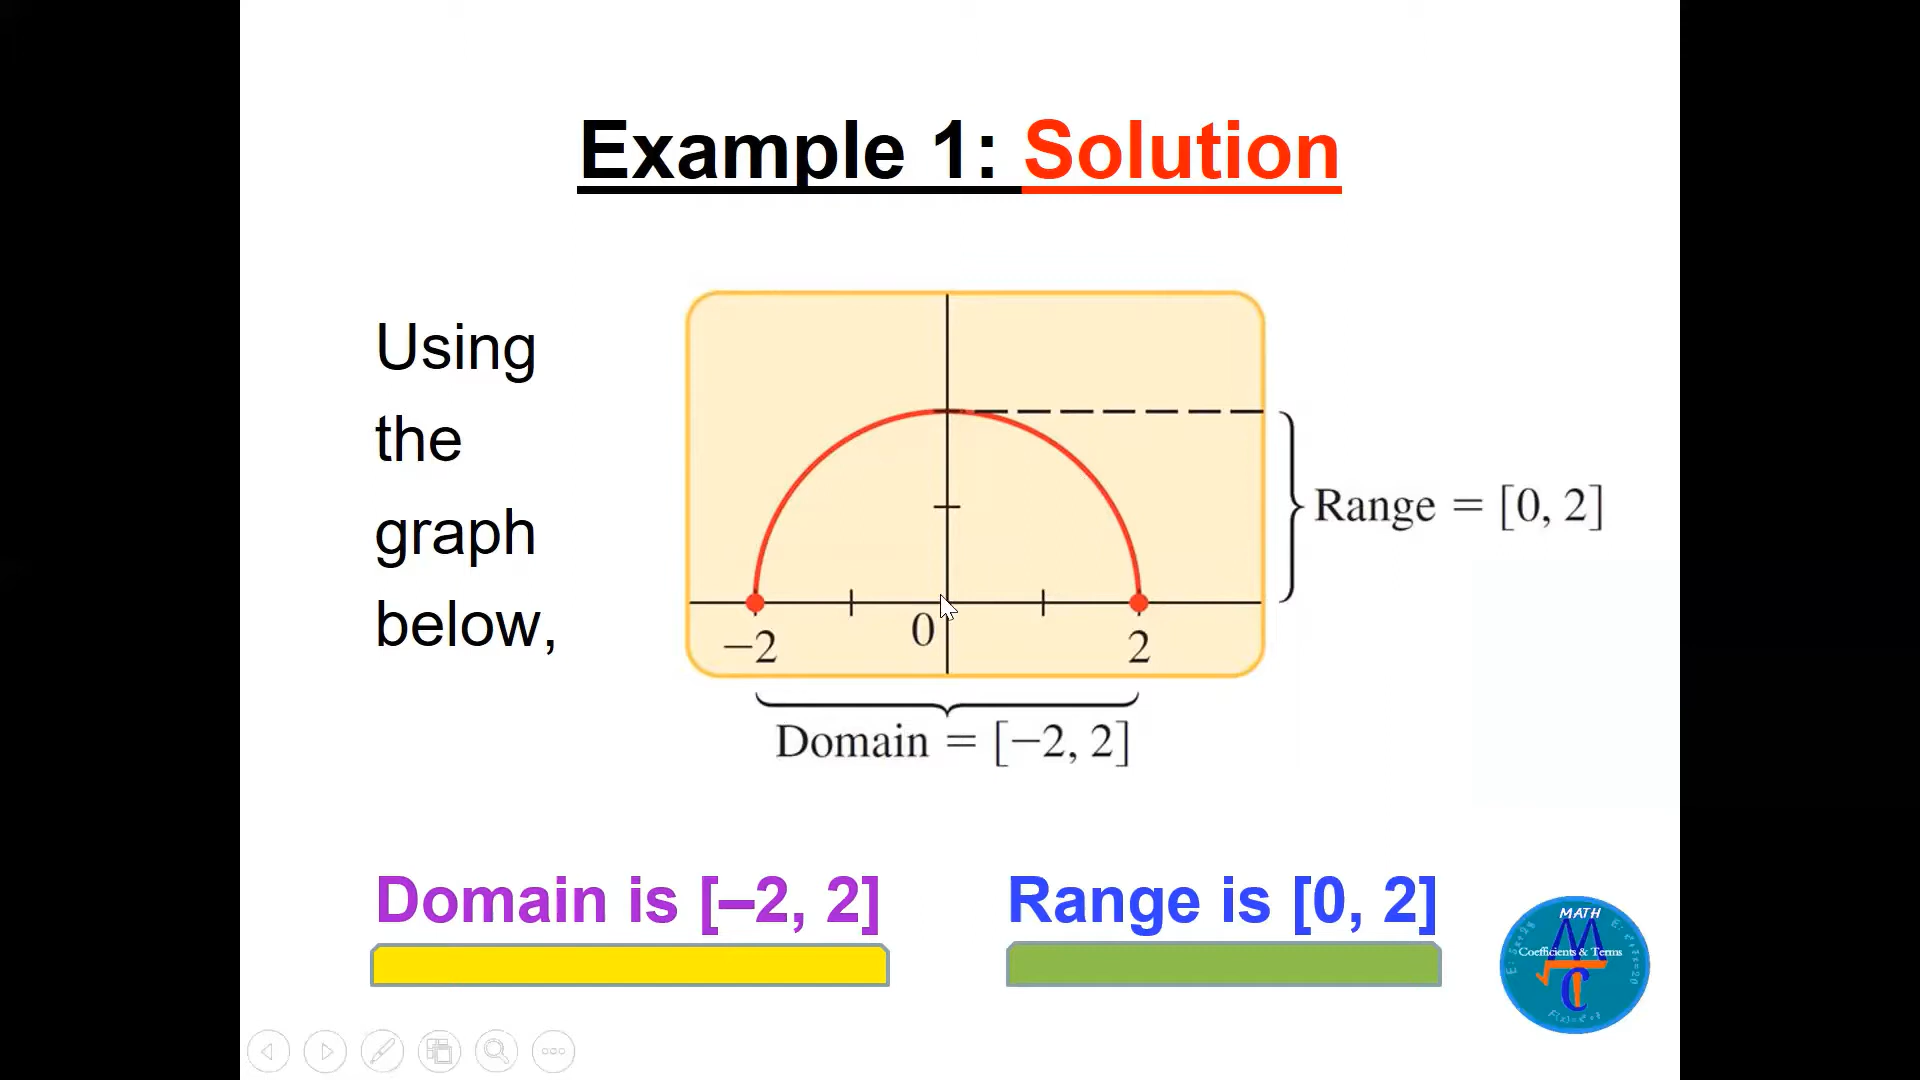 Example 1: Solution
Using
the
graph
below,
Range = [0, 2]
−2
0
2
Domain = [−2, 2]
Domain is [–2, 2]
Range is [0, 2]
MATH
Coefficients & Terms